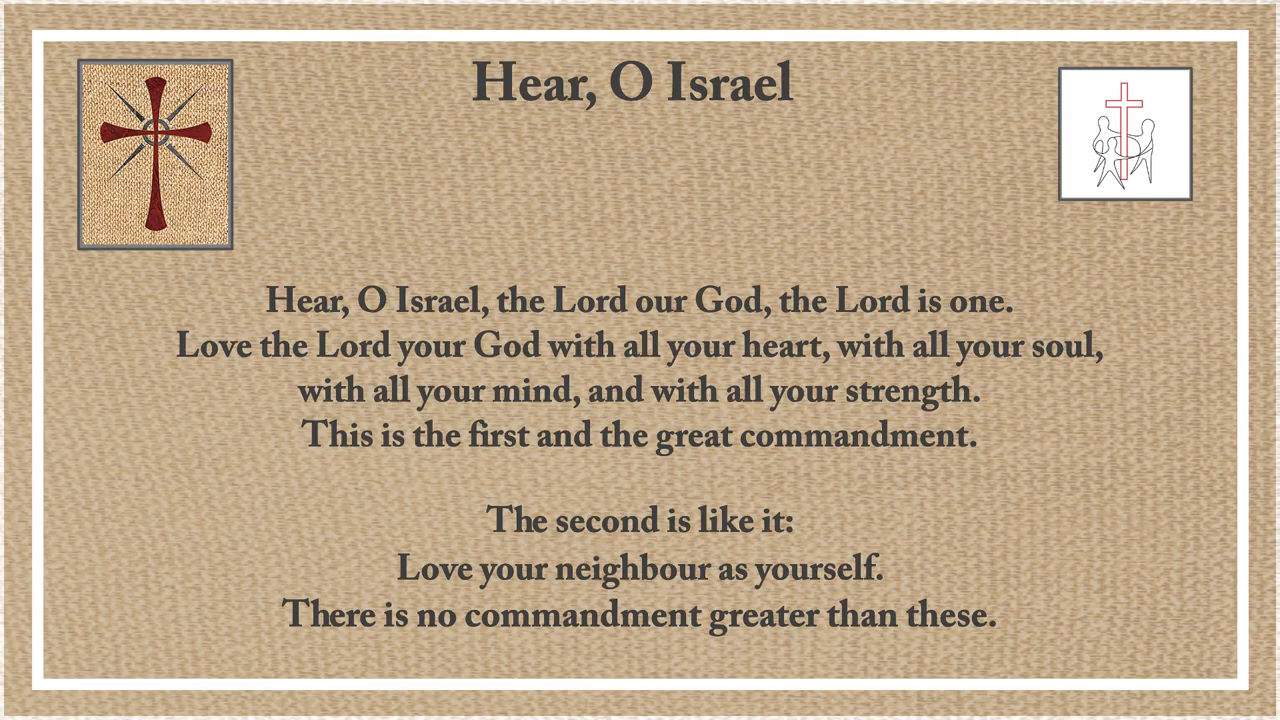 Hear, O Israel
Hear, O Israel, the Lord our God, the Lord is one.
Love the Lord your God with all your heart, with all your soul,
with all your mind, and with all your strength.
This is the first and the great commandment.
The second is like it:
Love your neighbour as yourself.
There is no commandment greater than these.